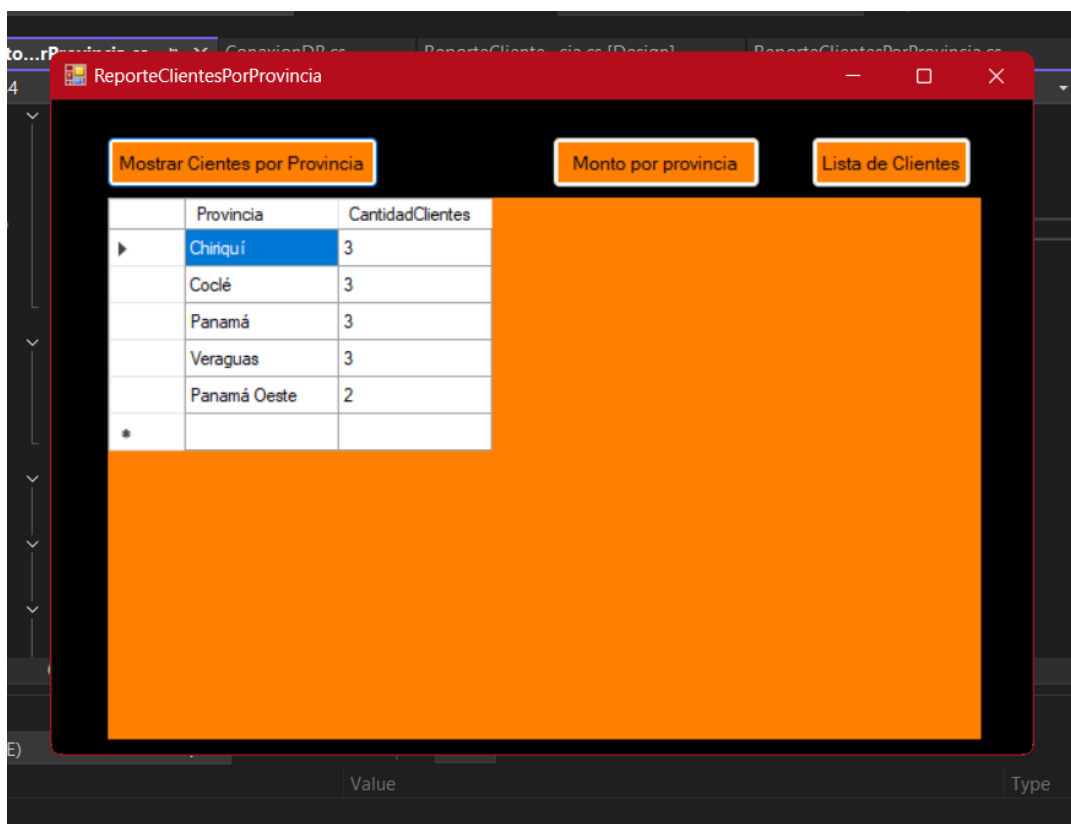 ConexionDB.cs
ReporteClientesPorProvincia.cs
ReporteClientesPorProvincia
4
Mostrar Cientes por Provincia
Monto por provincia
Lista de Clientes
Provincia CantidadClientes
Chiriquí 3
Coclé 3
Panamá 3
Veraguas 3
Panamá Oeste 2
E)
Value Type